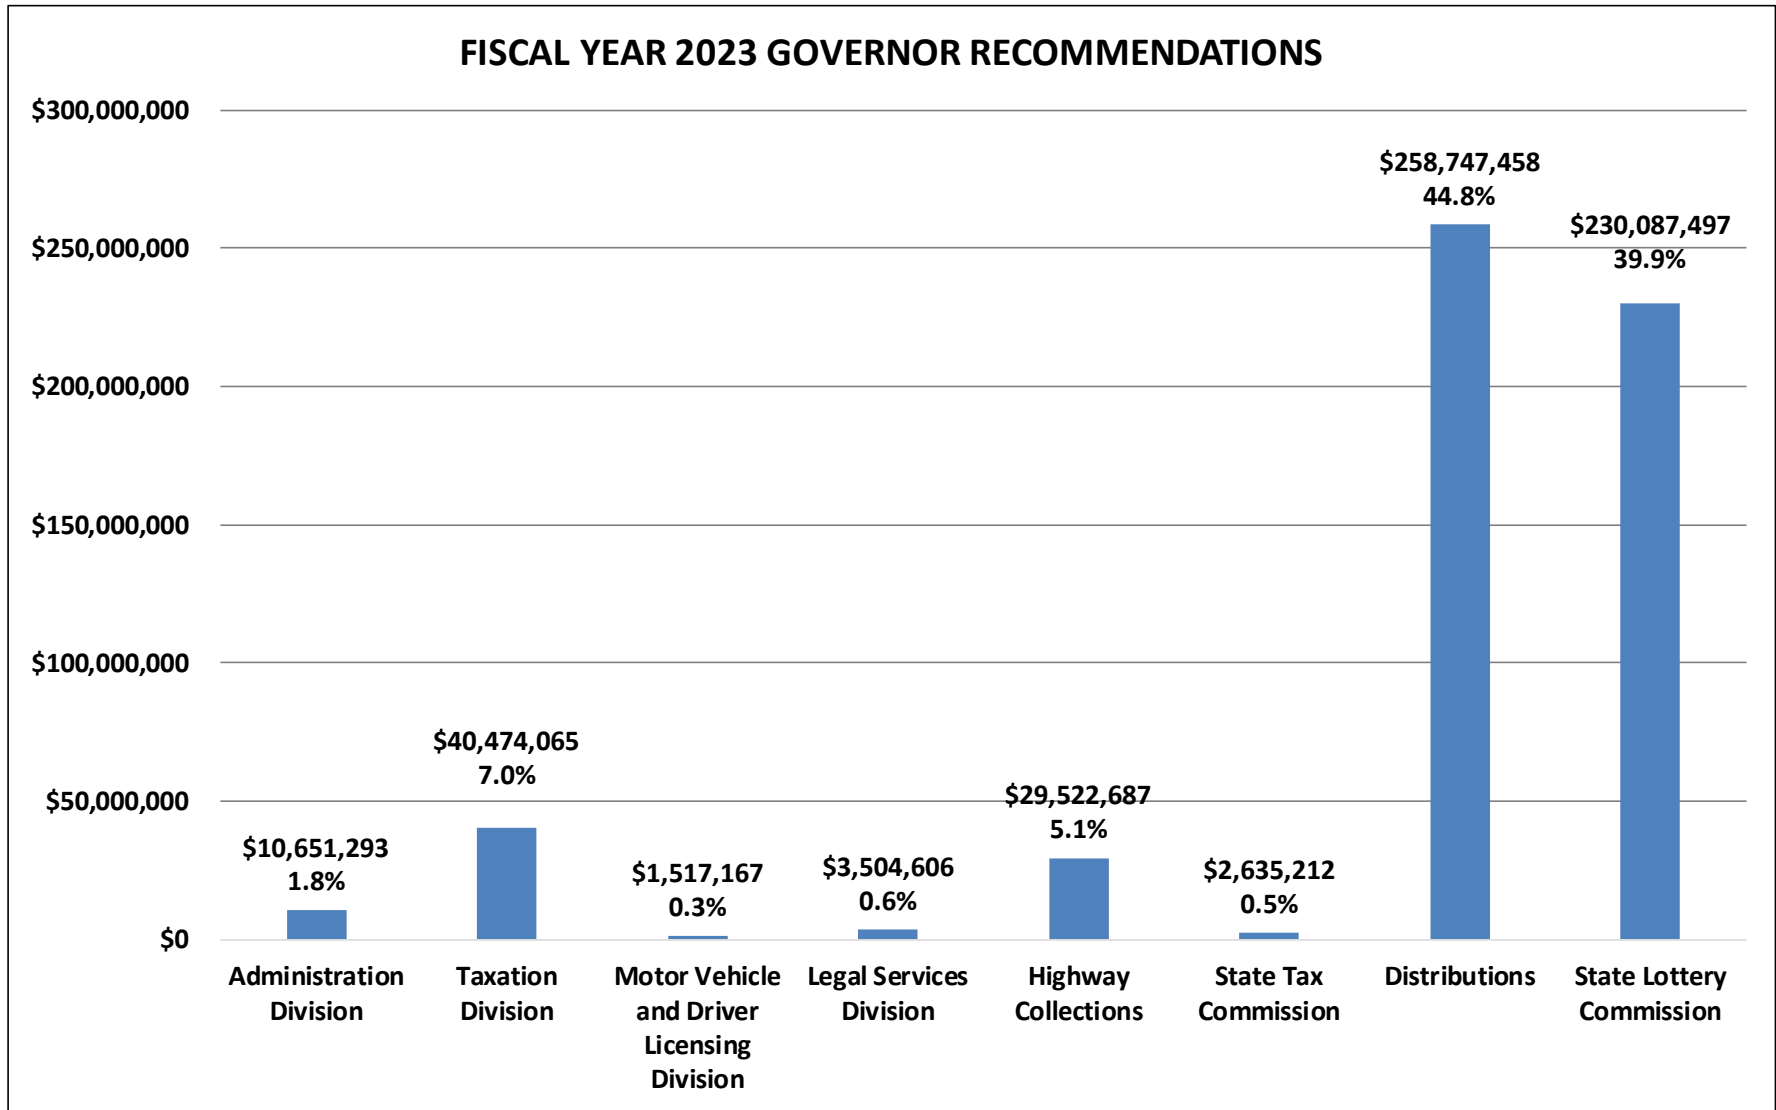 FISCAL YEAR 2023 GOVERNOR RECOMMENDATIONS
$300,000,000
$250,000,000
$200,000,000
$150,000,000
$100,000,000
$50,000,000
$0
$10,651,293
1.8%
$40,474,065
7.0%
$1,517,167
0.3%
$3,504,606
0.6%
$29,522,687
5.1%
$2,635,212
0.5%
$258,747,458
44.8%
$230,087,497
39.9%
Administration
Division
Taxation
Division
Motor Vehicle
and Driver
Licensing
Division
Legal Services
Division
Highway
Collections
State Tax
Commission
Distributions
State Lottery
Commission